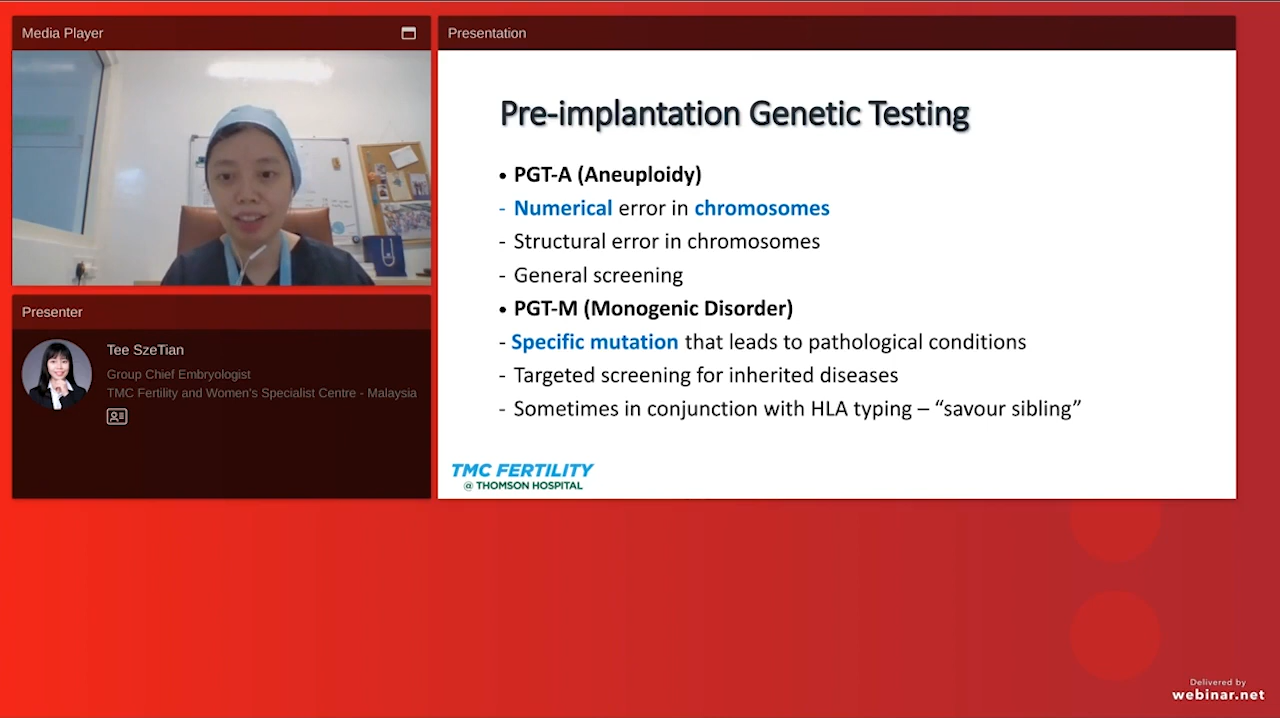 Media Player
Presentation
Pre-implantation Genetic Testing
• PGT-A (Aneuploidy)
- Numerical error in chromosomes
- Structural error in chromosomes
- General screening
• PGT-M (Monogenic Disorder)
- Specific mutation that leads to pathological conditions
- Targeted screening for inherited diseases
- Sometimes in conjunction with HLA typing – “savour sibling”
TMC FERTILITY
@ THOMSON HOSPITAL
Presenter
Tee SzeTian
Group Chief Embryologist
TMC Fertility and Women's Specialist Centre - Malaysia
Delivered by
webinar.net